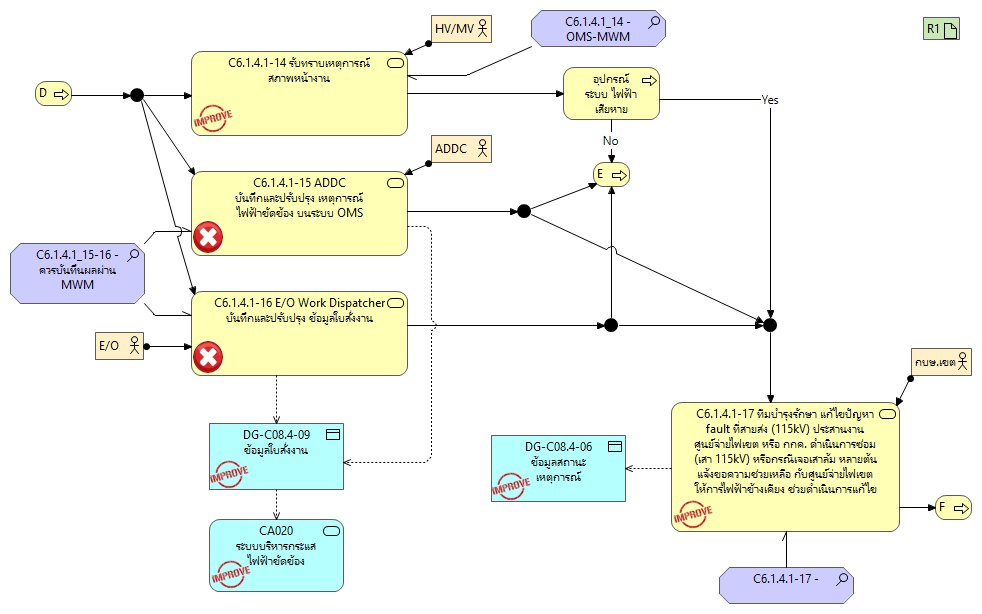 HV/MV
C6.1.4.1_14 -
OMS-MWM
R1
D
C6.1.4.1-14 รับทราบเหตุการณ์
สภาพหน้างาน
IMPROVE
อุปกรณ์
ระบบ ไฟฟ้า
เสียหาย
Yes
No
ADDC
E
C6.1.4.1-15 ADDC
บันทึกและปรับปรุง เหตุการณ์
ไฟฟ้าขัดข้อง บนระบบ OMS
C6.1.4.1_15-16 -
ควรบันทึนผลผ่าน
MWM
C6.1.4.1-16 E/O Work Dispatcher
บันทึกและปรับปรุง ข้อมูลใบสั่งงาน
E/O
กบษ.เขต
C6.1.4.1-17 ทีมบำรุงรักษา แก้ไขปัญหา
fault ที่สายส่ง (115kV) ประสานงาน
ศูนย์จ่ายไฟเขต หรือ กกค. ดำเนินการซ่อม
(เสา 115kV) หรือกรณีเจอเสาล้ม หลายต้น
แจ้งขอความช่วยเหลือ กับศูนย์จ่ายไฟเขต
ให้การไฟฟ้าข้างเคียง ช่วยดำเนินการแก้ไข
IMPROVE
DG-C08.4-09
ข้อมูลใบสั่งงาน
IMPROVE
DG-C08.4-06
ข้อมูลสถานะ
เหตุการณ์
IMPROVE
F
CA020
ระบบบริหารกระแส
ไฟฟ้าขัดข้อง
IMPROVE
C6.1.4.1-17 -